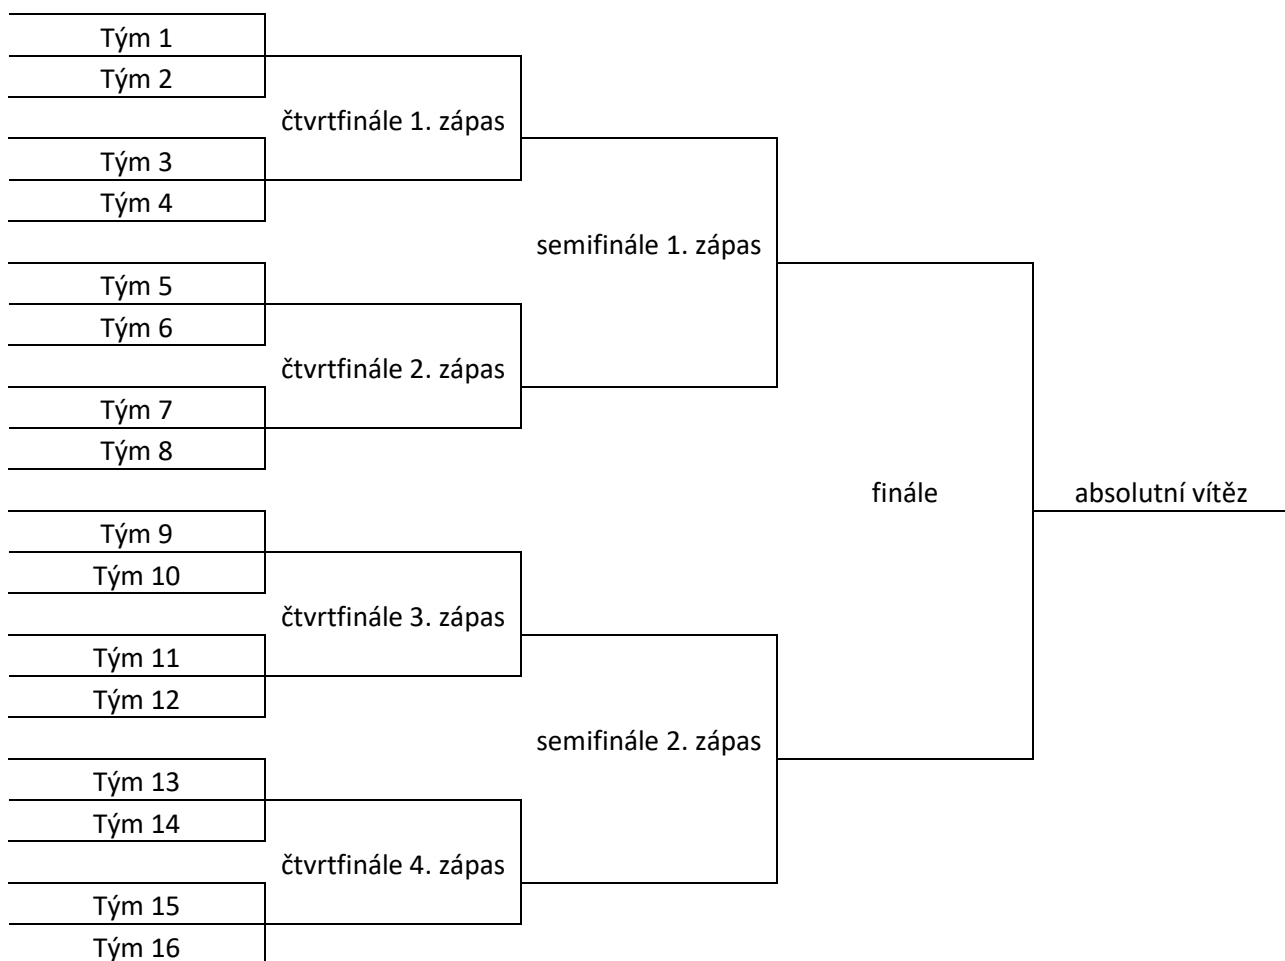 Tým 1
Tým 2
čtvrtfinále 1. zápas
Tým 3
Tým 4
semifinále 1. zápas
Tým 5
Tým 6
čtvrtfinále 2. zápas
Tým 7
Tým 8
finále
absolutní vítěz
Tým 9
Tým 10
čtvrtfinále 3. zápas
Tým 11
Tým 12
semifinále 2. zápas
Tým 13
Tým 14
čtvrtfinále 4. zápas
Tým 15
Tým 16